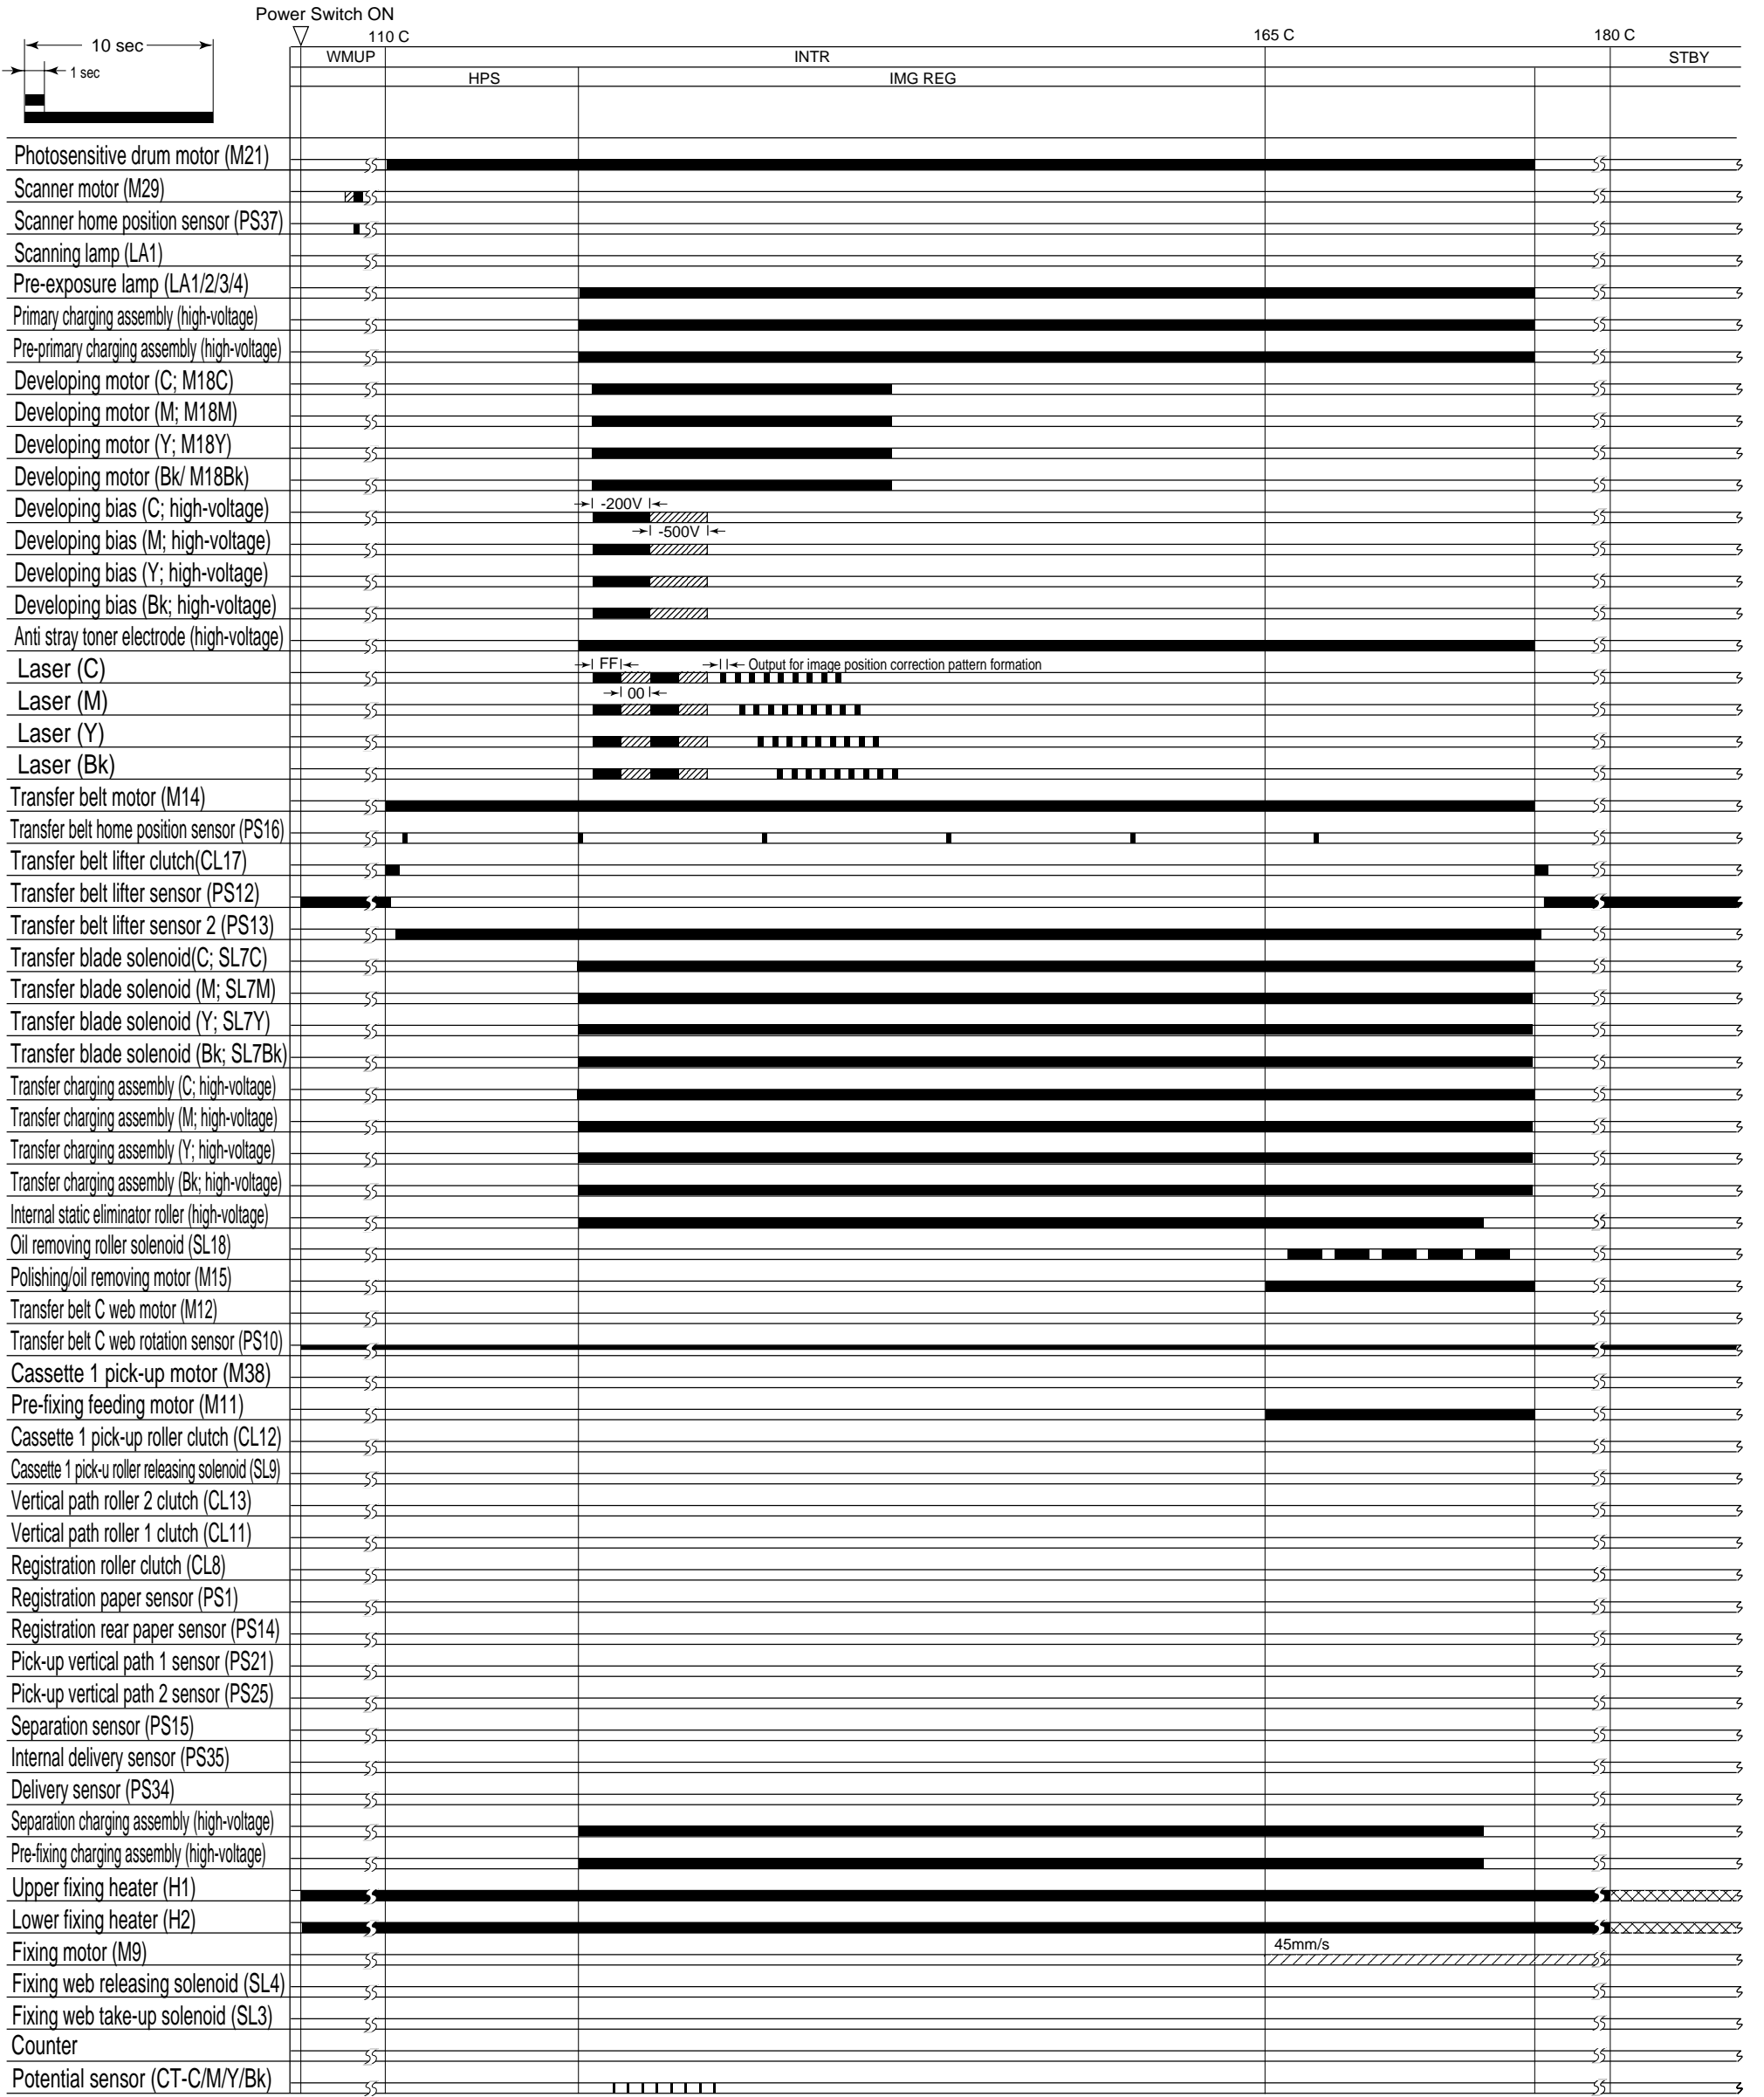 Power Switch ON
110 C 165 C 180 C
10 sec
1 sec
WMUP INTR STBY
HPS IMG REG
Photosensitive drum motor (M21)
Scanner motor (M29)
Scanner home position sensor (PS37)
Scanning lamp (LA1)
Pre-exposure lamp (LA1/2/3/4)
Primary charging assembly (high-voltage)
Pre-primary charging assembly (high-voltage)
Developing motor (C; M18C)
Developing motor (M; M18M)
Developing motor (Y; M18Y)
Developing motor (Bk/ M18Bk)
Developing bias (C; high-voltage) -200V
-500V
Developing bias (M; high-voltage)
Developing bias (Y; high-voltage)
Developing bias (Bk; high-voltage)
Anti stray toner electrode (high-voltage)
Laser (C) FF Output for image position correction pattern formation
00
Laser (M)
Laser (Y)
Laser (Bk)
Transfer belt motor (M14)
Transfer belt home position sensor (PS16)
Transfer belt lifter clutch(CL17)
Transfer belt lifter sensor (PS12)
Transfer belt lifter sensor 2 (PS13)
Transfer blade solenoid(C; SL7C)
Transfer blade solenoid (M; SL7M)
Transfer blade solenoid (Y; SL7Y)
Transfer blade solenoid (Bk; SL7Bk)
Transfer charging assembly (C; high-voltage)
Transfer charging assembly (M; high-voltage)
Transfer charging assembly (Y; high-voltage)
Transfer charging assembly (Bk; high-voltage)
Internal static eliminator roller (high-voltage)
Oil removing roller solenoid (SL18)
Polishing/oil removing motor (M15)
Transfer belt C web motor (M12)
Transfer belt C web rotation sensor (PS10)
Cassette 1 pick-up motor (M38)
Pre-fixing feeding motor (M11)
Cassette 1 pick-up roller clutch (CL12)
Cassette 1 pick-u roller releasing solenoid (SL9)
Vertical path roller 2 clutch (CL13)
Vertical path roller 1 clutch (CL11)
Registration roller clutch (CL8)
Registration paper sensor (PS1)
Registration rear paper sensor (PS14)
Pick-up vertical path 1 sensor (PS21)
Pick-up vertical path 2 sensor (PS25)
Separation sensor (PS15)
Internal delivery sensor (PS35)
Delivery sensor (PS34)
Separation charging assembly (high-voltage)
Pre-fixing charging assembly (high-voltage)
Upper fixing heater (H1)
Lower fixing heater (H2)
Fixing motor (M9) 45mm/s
Fixing web releasing solenoid (SL4)
Fixing web take-up solenoid (SL3)
Counter
Potential sensor (CT-C/M/Y/Bk)